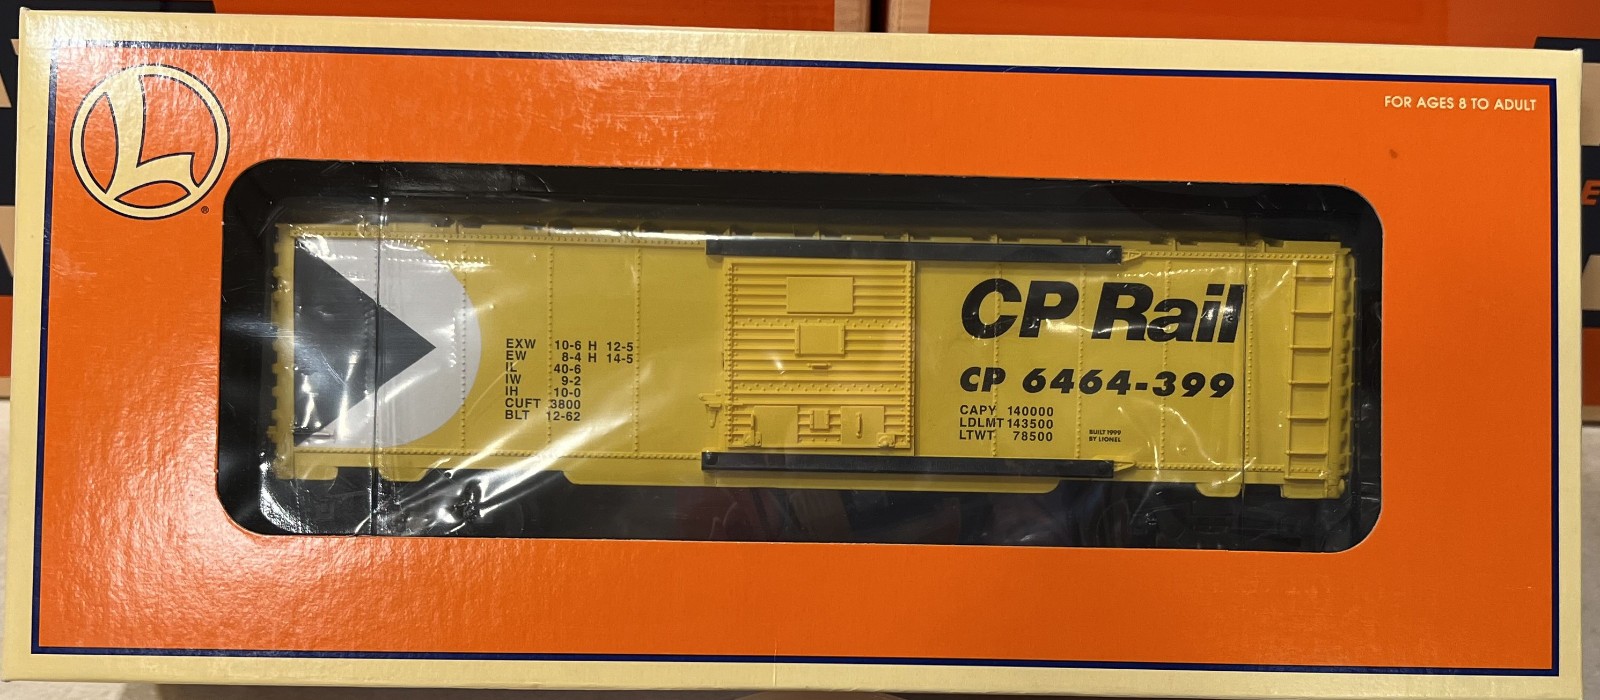 FOR AGES 8 TO ADULT
L
®
EXW 10-6 H 12-5
EW 8-4 H 14-5
IL 40-6
IW 9-2
IH 10-0
CUFT 3800
BLT 12-62
CP Rail
CP 6464-399
CAPY 140000
LDLMT 143500
LTWT 78500
BUILT 1999
BY LIONEL